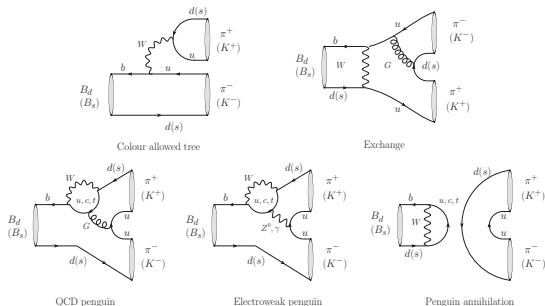 d(s)
W
u
π⁺
(K⁺)
b
u
B_d
(B_s)
π⁻
(K⁻)
d(s)
Colour allowed tree
u
π⁻
(K⁻)
b
B_d
(B_s)
W
G
d(s)
d(s)
u
π⁺
(K⁺)
Exchange
W
d(s)
b
u, c, t
π⁺
(K⁺)
B_d
(B_s)
G
u
u
d(s)
π⁻
(K⁻)
QCD penguin
W
d(s)
b
u, c, t
π⁺
(K⁺)
B_d
(B_s)
Z⁰, γ
u
u
d(s)
π⁻
(K⁻)
Electroweak penguin
d(s)
b
u, c, t
π⁺
(K⁺)
B_d
(B_s)
W
u
d(s)
π⁻
(K⁻)
Penguin annihilation